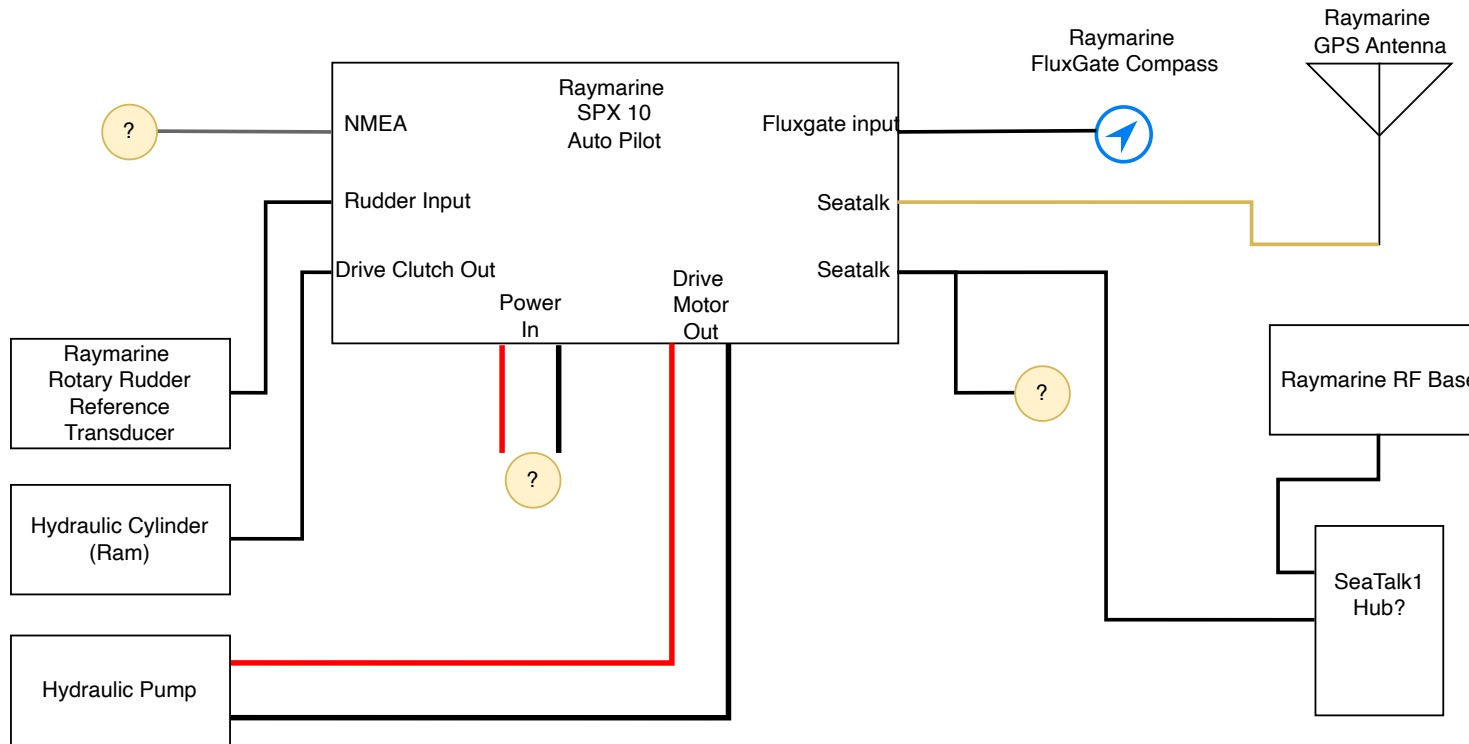 Raymarine
GPS Antenna
Raymarine
FluxGate Compass
Raymarine
SPX 10
Auto Pilot
?
NMEA
Fluxgate input
Rudder Input
Seatalk
Drive Clutch Out
Seatalk
Power
In
Drive
Motor
Out
Raymarine
Rotary Rudder
Reference
Transducer
?
Raymarine RF Base
?
Hydraulic Cylinder
(Ram)
SeaTalk1
Hub?
Hydraulic Pump